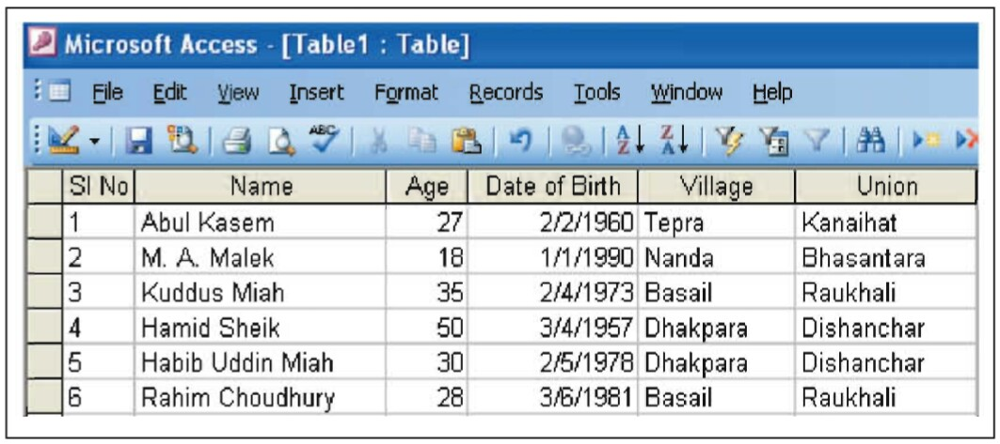 Microsoft Access - [Table1 : Table]
File Edit View Insert Format Records Tools Window Help
ABC A Z Z A
Sl No Name Age Date of Birth Village Union
1 Abul Kasem 27 2/2/1960 Tepra Kanaihat
2 M. A. Malek 18 1/1/1990 Nanda Bhasantara
3 Kuddus Miah 35 2/4/1973 Basail Raukhali
4 Hamid Sheik 50 3/4/1957 Dhakpara Dishanchar
5 Habib Uddin Miah 30 2/5/1978 Dhakpara Dishanchar
6 Rahim Choudhury 28 3/6/1981 Basail Raukhali